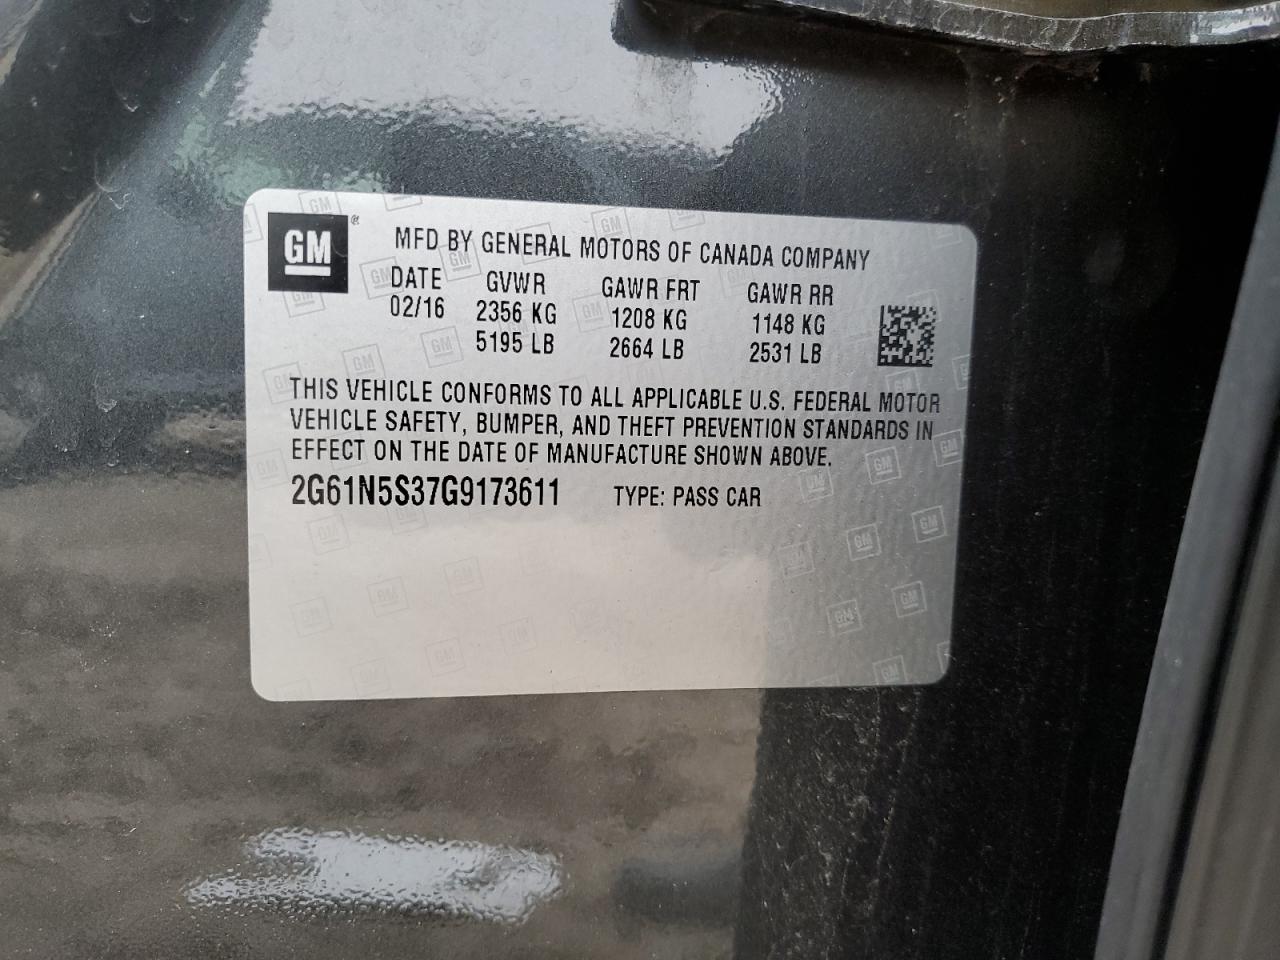 GM®
MFD BY GENERAL MOTORS OF CANADA COMPANY
DATE GVWR GAWR FRT GAWR RR
02/16 2356 KG 1208 KG 1148 KG
5195 LB 2664 LB 2531 LB
THIS VEHICLE CONFORMS TO ALL APPLICABLE U.S. FEDERAL MOTOR
VEHICLE SAFETY, BUMPER, AND THEFT PREVENTION STANDARDS IN
EFFECT ON THE DATE OF MANUFACTURE SHOWN ABOVE.
2G61N5S37G9173611 TYPE: PASS CAR